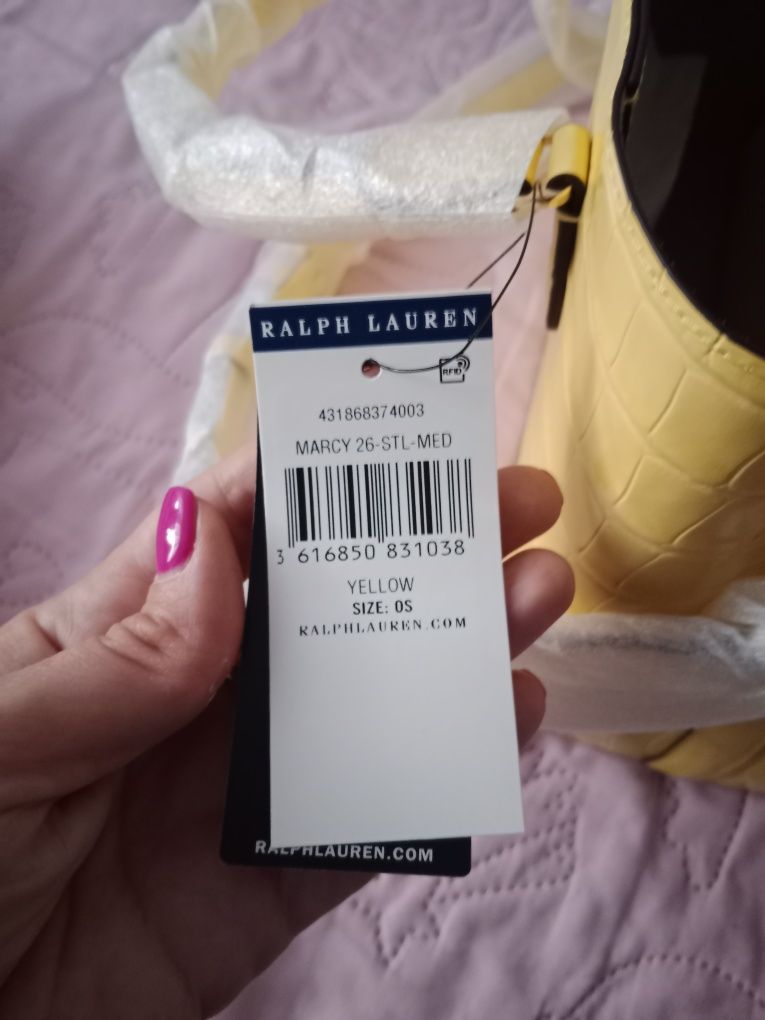 RALPH LAUREN
RFID
431868374003
MARCY 26-STL-MED
3 616850 831038
YELLOW
SIZE: OS
RALPHLAUREN.COM
RALPHLAUREN.COM